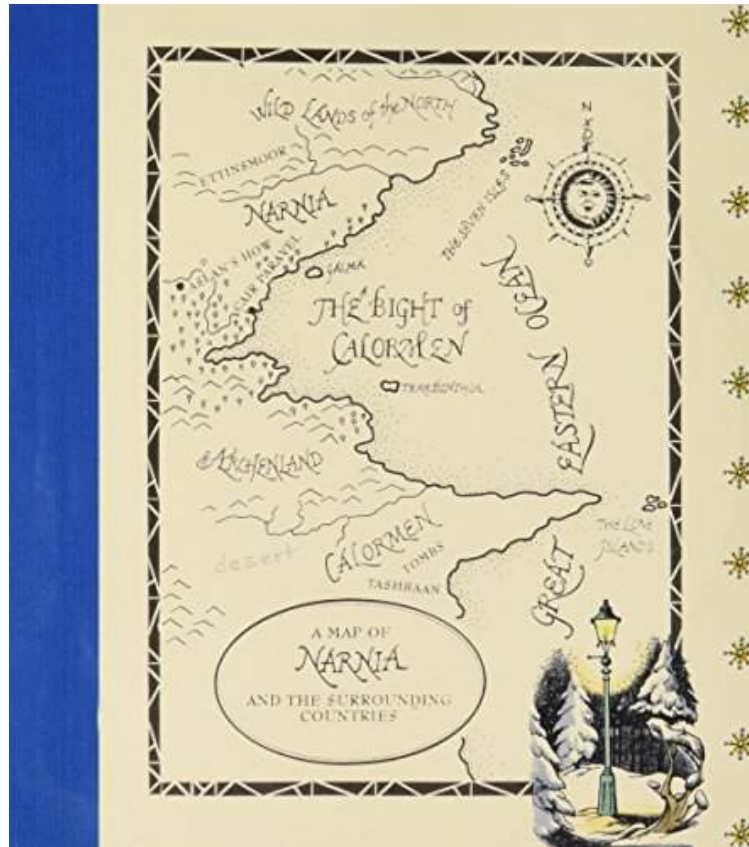 WILD LANDS of the NORTH
ETTINSMOOR
N
THE SEVEN ISLES
NARNIA
ASLAN'S HOW
CAIR PARAVEL
GALMA
THE BIGHT of
CALORMEN
TEREBINTHIA
GREAT EASTERN OCEAN
ARCHENLAND
THE LONE
ISLANDS
desert
CALORMEN
TOMBS
TASHBAAN
A MAP OF
NARNIA
AND THE SURROUNDING
COUNTRIES